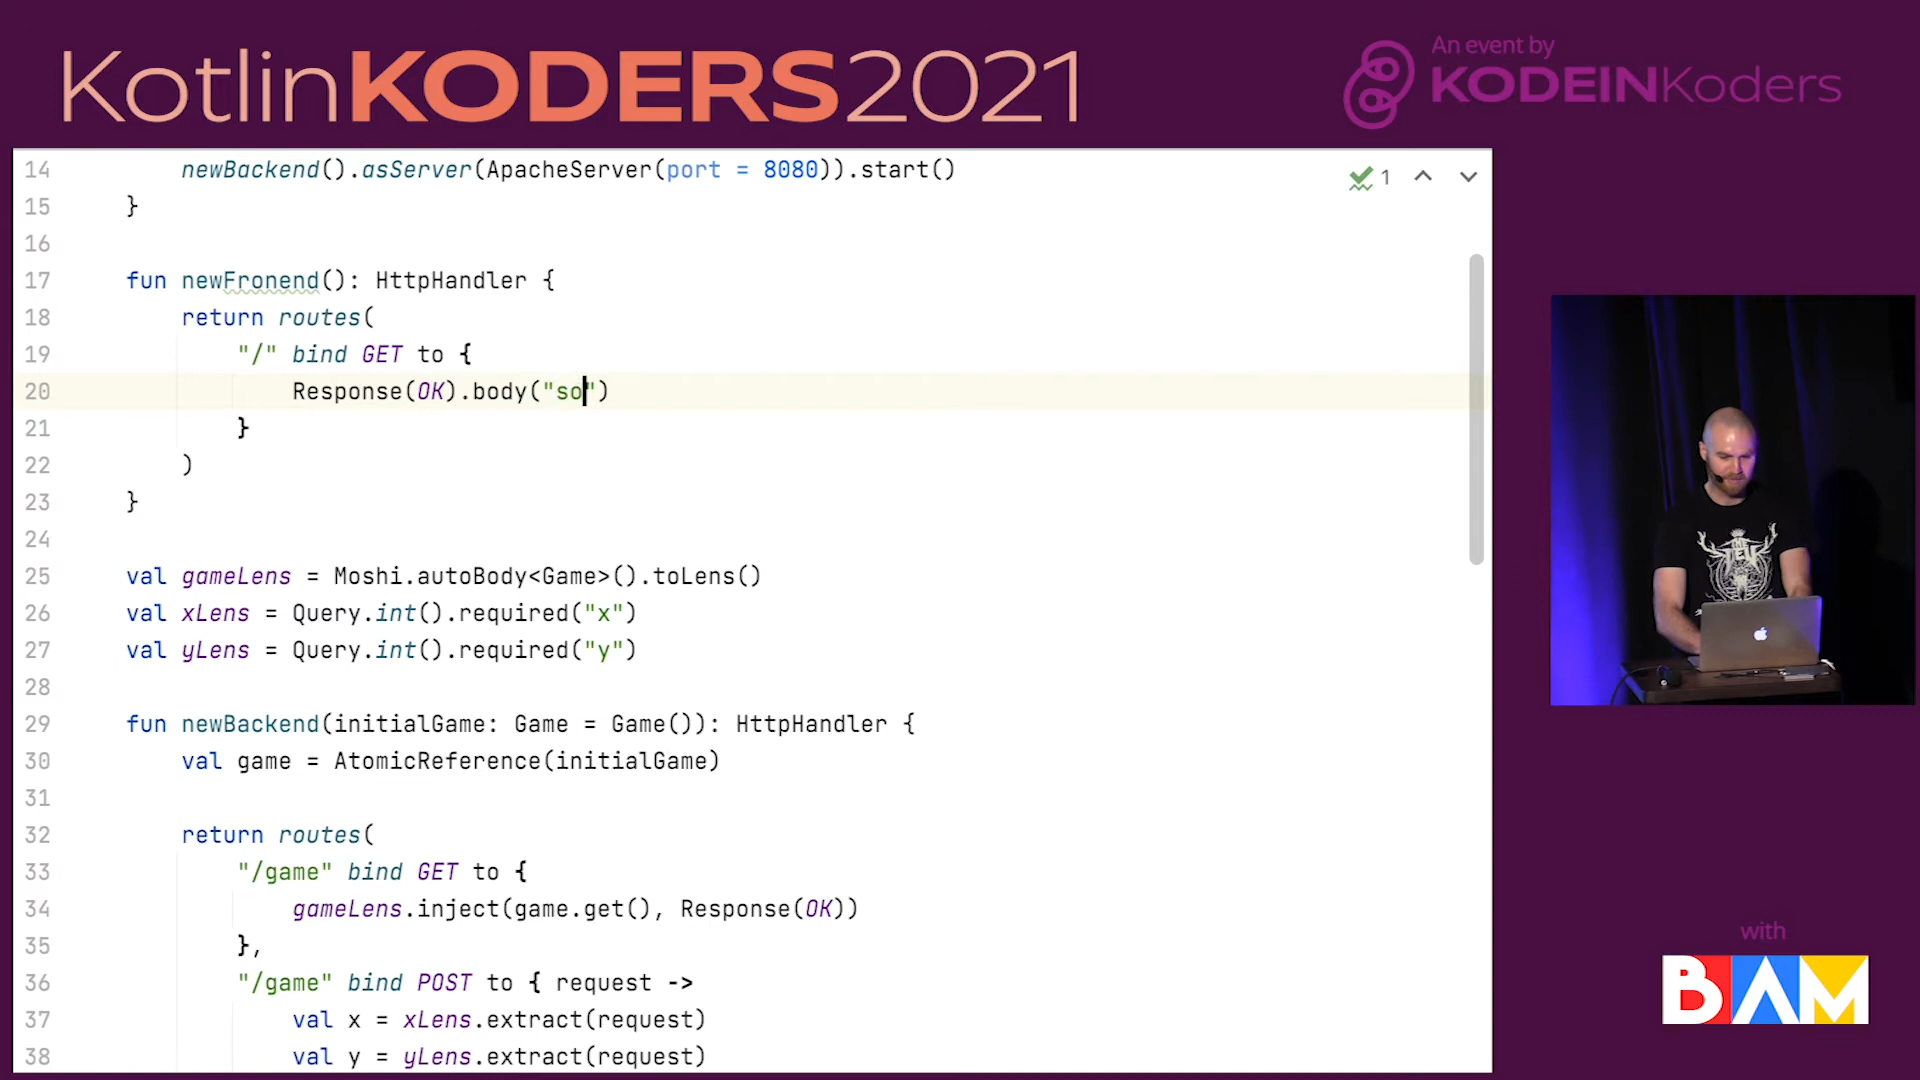 KotlinKODERS2021
An event by
KODEINKoders
14 newBackend().asServer(ApacheServer(port = 8080)).start()
15 }
16
17 fun newFronend(): HttpHandler {
18 return routes(
19 "/" bind GET to {
20 Response(OK).body("so")
21 }
22 )
23 }
24
25 val gameLens = Moshi.autoBody<Game>().toLens()
26 val xLens = Query.int().required("x")
27 val yLens = Query.int().required("y")
28
29 fun newBackend(initialGame: Game = Game()): HttpHandler {
30 val game = AtomicReference(initialGame)
31
32 return routes(
33 "/game" bind GET to {
34 gameLens.inject(game.get(), Response(OK))
35 },
36 "/game" bind POST to { request ->
37 val x = xLens.extract(request)
38 val y = yLens.extract(request)
1
with
BAM